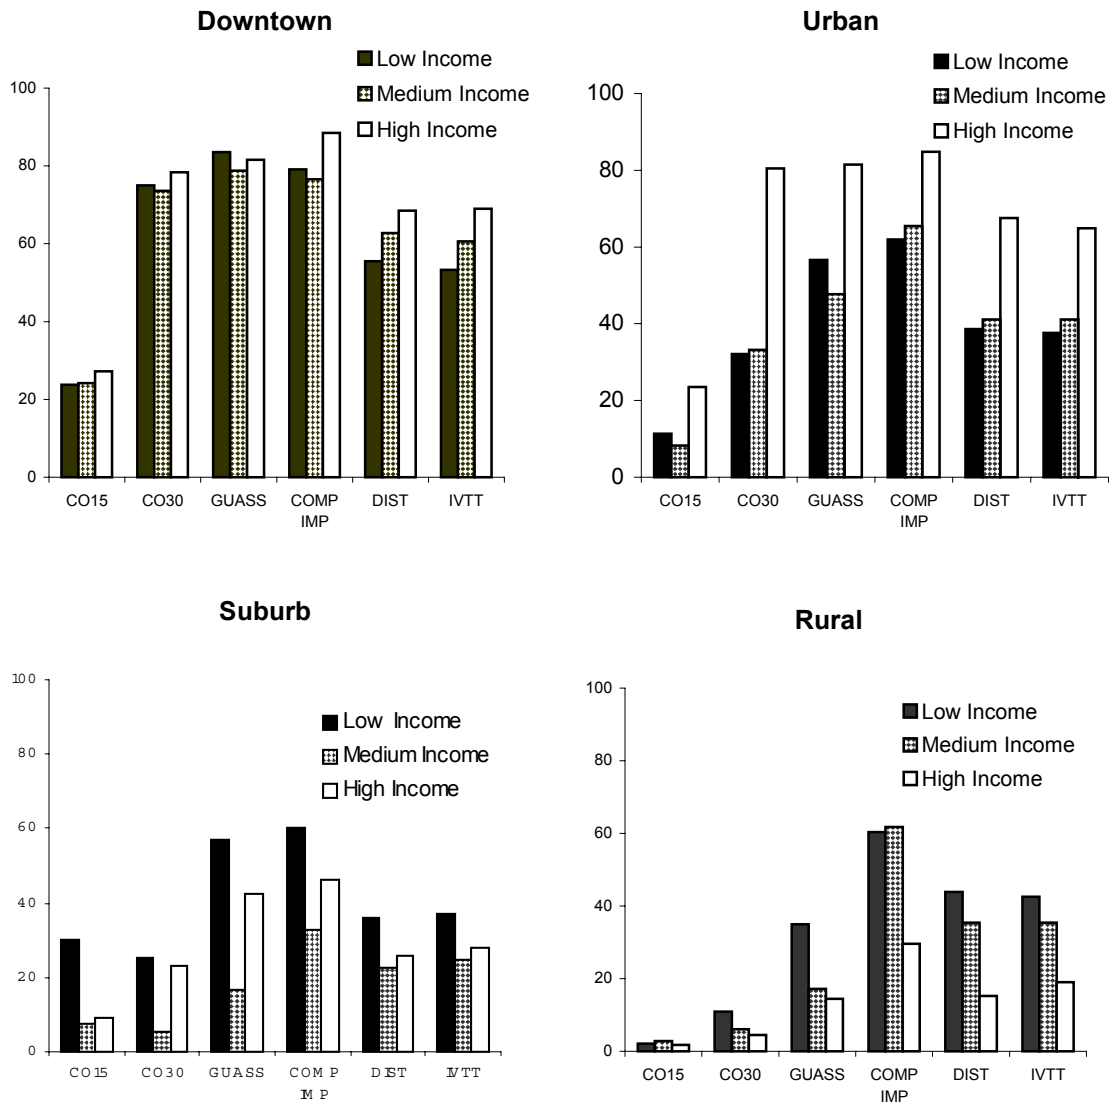 Downtown
Low Income
Medium Income
High Income
100
80
60
40
20
0
CO15 CO30 GUASS COMP IMP DIST IVTT
Urban
Low Income
Medium Income
High Income
100
80
60
40
20
0
CO15 CO30 GUASS COMP IMP DIST IVTT
Suburb
Low Income
Medium Income
High Income
100
80
60
40
20
0
CO15 CO30 GUASS COMP IMP DIST IVTT
Rural
Low Income
Medium Income
High Income
100
80
60
40
20
0
CO15 CO30 GUASS COMP IMP DIST IVTT